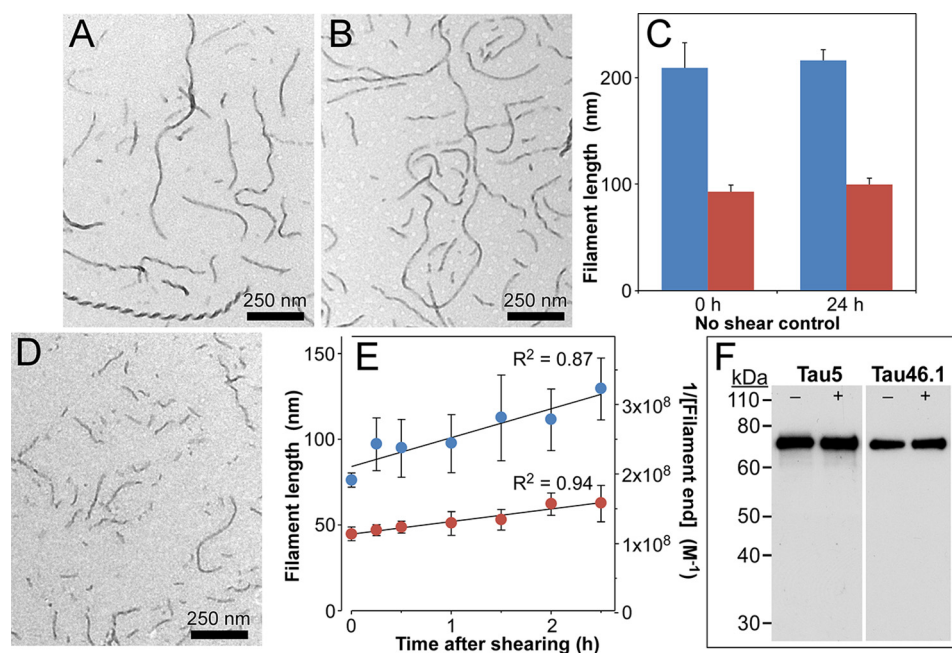 A
250 nm
B
250 nm
C
Filament length (nm)
200
100
0
0 h
24 h
No shear control
D
250 nm
E
150
100
50
0
Filament length (nm)
R² = 0.87
R² = 0.94
3x10⁸
2x10⁸
1x10⁸
0
1/[Filament end] (M⁻¹)
0
1
2
Time after shearing (h)
F
kDa
Tau5
Tau46.1
– + – +
110
80
60
50
40
30